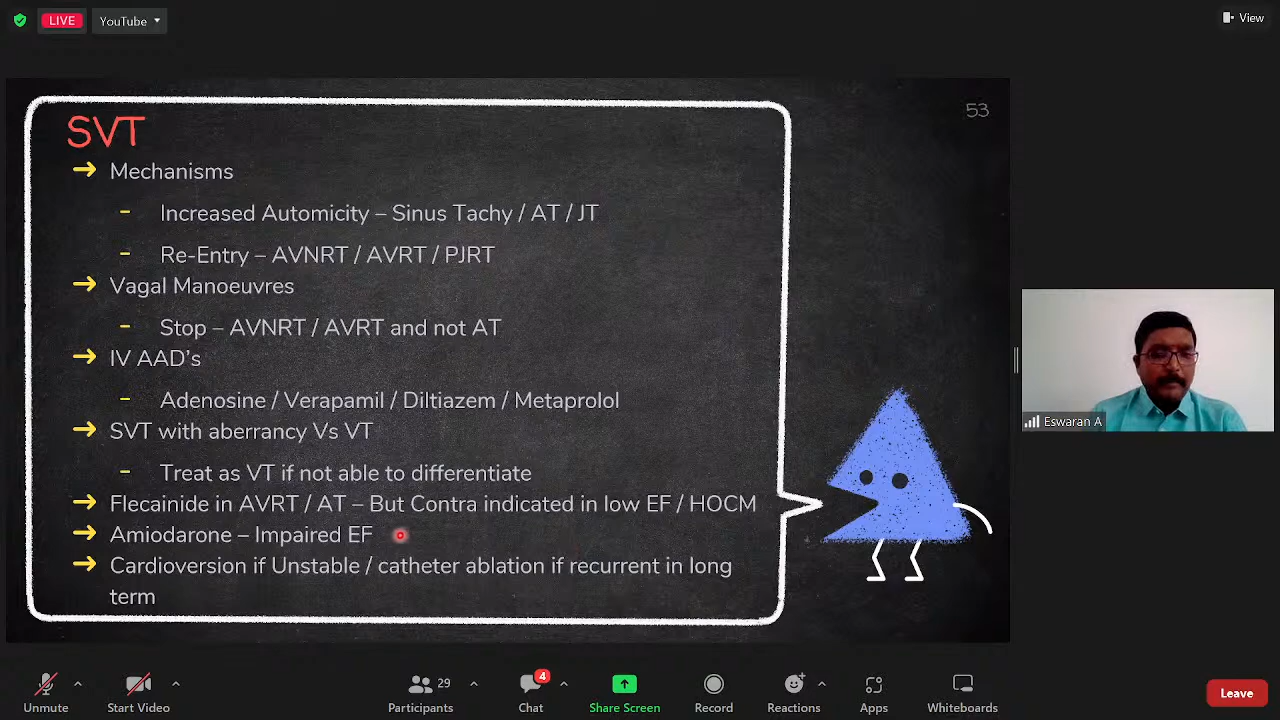 LIVE
YouTube
View
53
SVT
→ Mechanisms
- Increased Automicity – Sinus Tachy / AT / JT
- Re-Entry – AVNRT / AVRT / PJRT
→ Vagal Manoeuvres
- Stop – AVNRT / AVRT and not AT
→ IV AAD's
- Adenosine / Verapamil / Diltiazem / Metaprolol
→ SVT with aberrancy Vs VT
- Treat as VT if not able to differentiate
→ Flecainide in AVRT / AT – But Contra indicated in low EF / HOCM
→ Amiodarone – Impaired EF
→ Cardioversion if Unstable / catheter ablation if recurrent in long
term
Eswaran A
29
4
Unmute
Start Video
Participants
Chat
Share Screen
Record
Reactions
Apps
Whiteboards
Leave